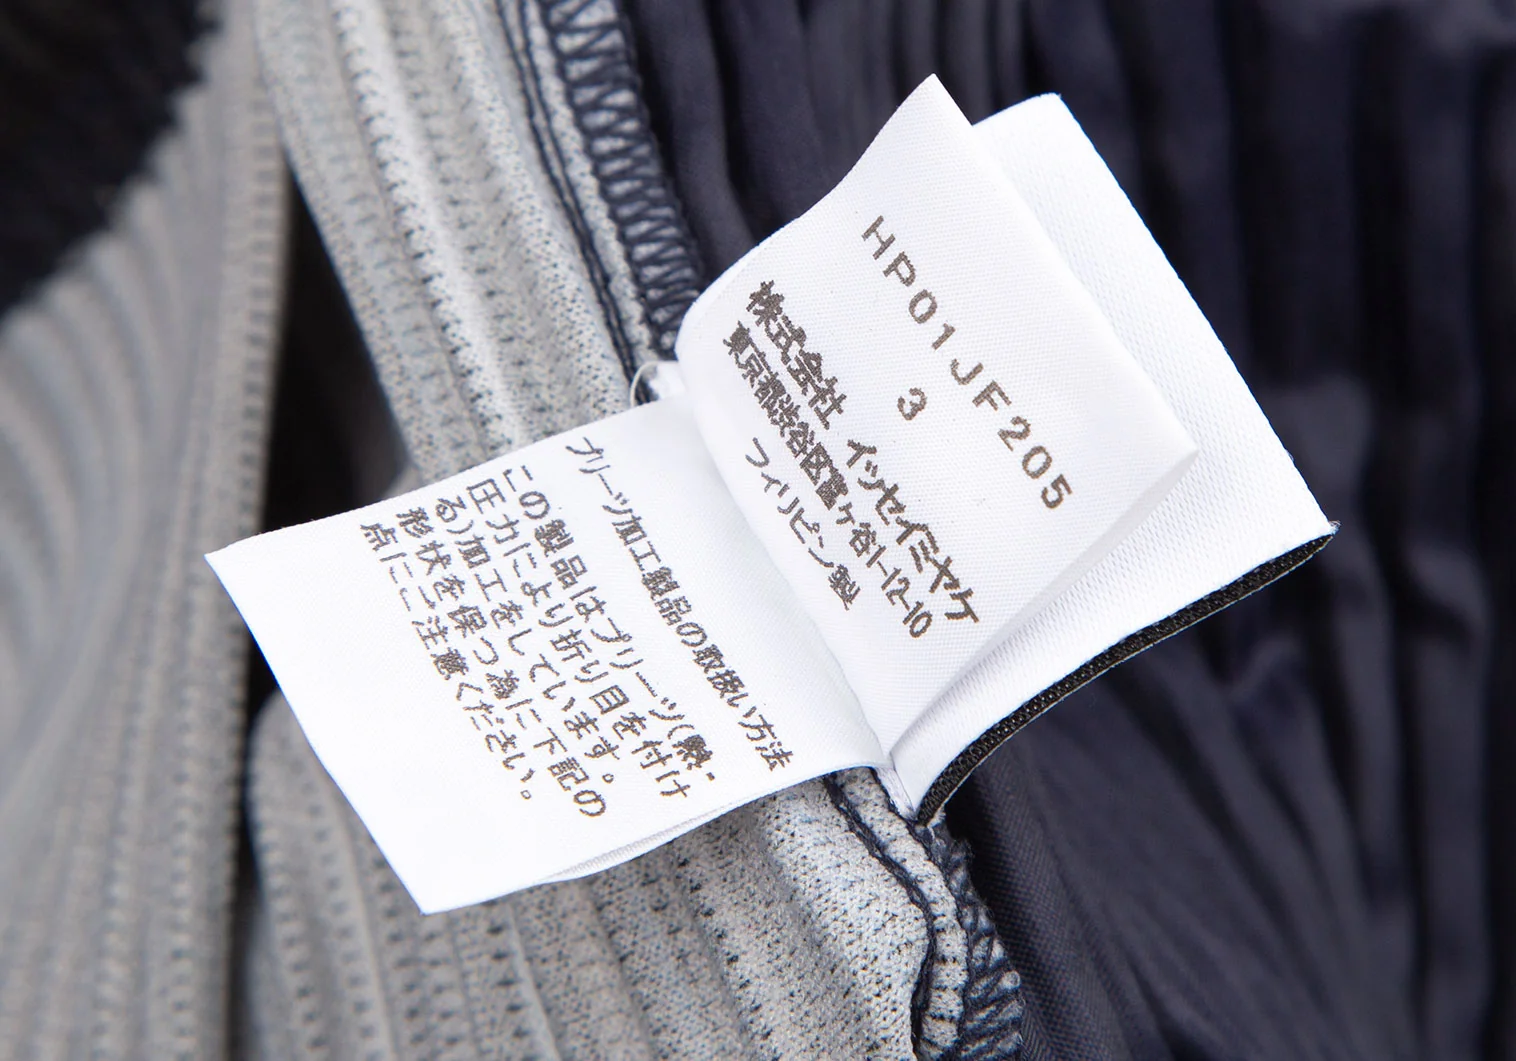 HP01JF205
3
株式会社 イッセイミヤケ
東京都渋谷区富ヶ谷1-12-10
フィリピン製
プリーツ加工製品の取扱い方法
この製品はプリーツ(熱・
圧力により折り目を付け
る)加工をしています。
形状を保つ為に下記の
点にご注意ください。